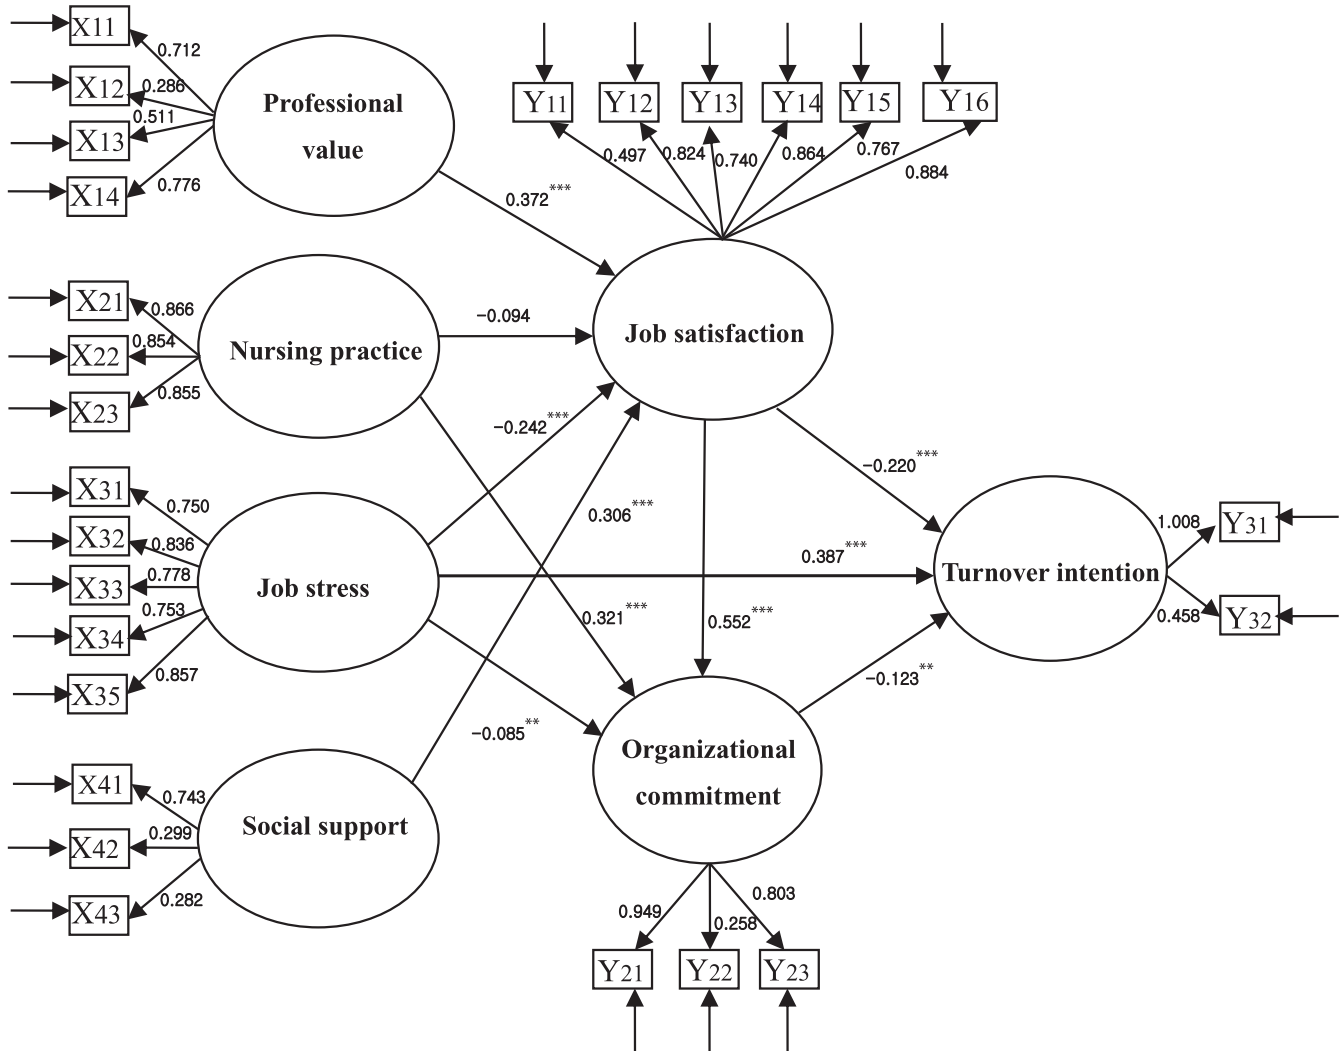 X11
0.712
X12
0.286
0.511
X13
X14
0.776
Professional
value
Y11
Y12
Y13
Y14
Y15
Y16
0.497
0.824
0.740
0.864
0.767
0.884
0.372***
X21
0.866
X22
0.854
X23
0.855
Nursing practice
−0.094
Job satisfaction
−0.242***
0.306***
−0.220***
X31
0.750
X32
0.836
X33
0.778
X34
0.753
X35
0.857
Job stress
0.387***
0.321***
0.552***
−0.085**
−0.123**
Turnover intention
1.008
Y31
0.458
Y32
X41
0.743
X42
0.299
X43
0.282
Social support
Organizational
commitment
0.949
0.258
0.803
Y21
Y22
Y23